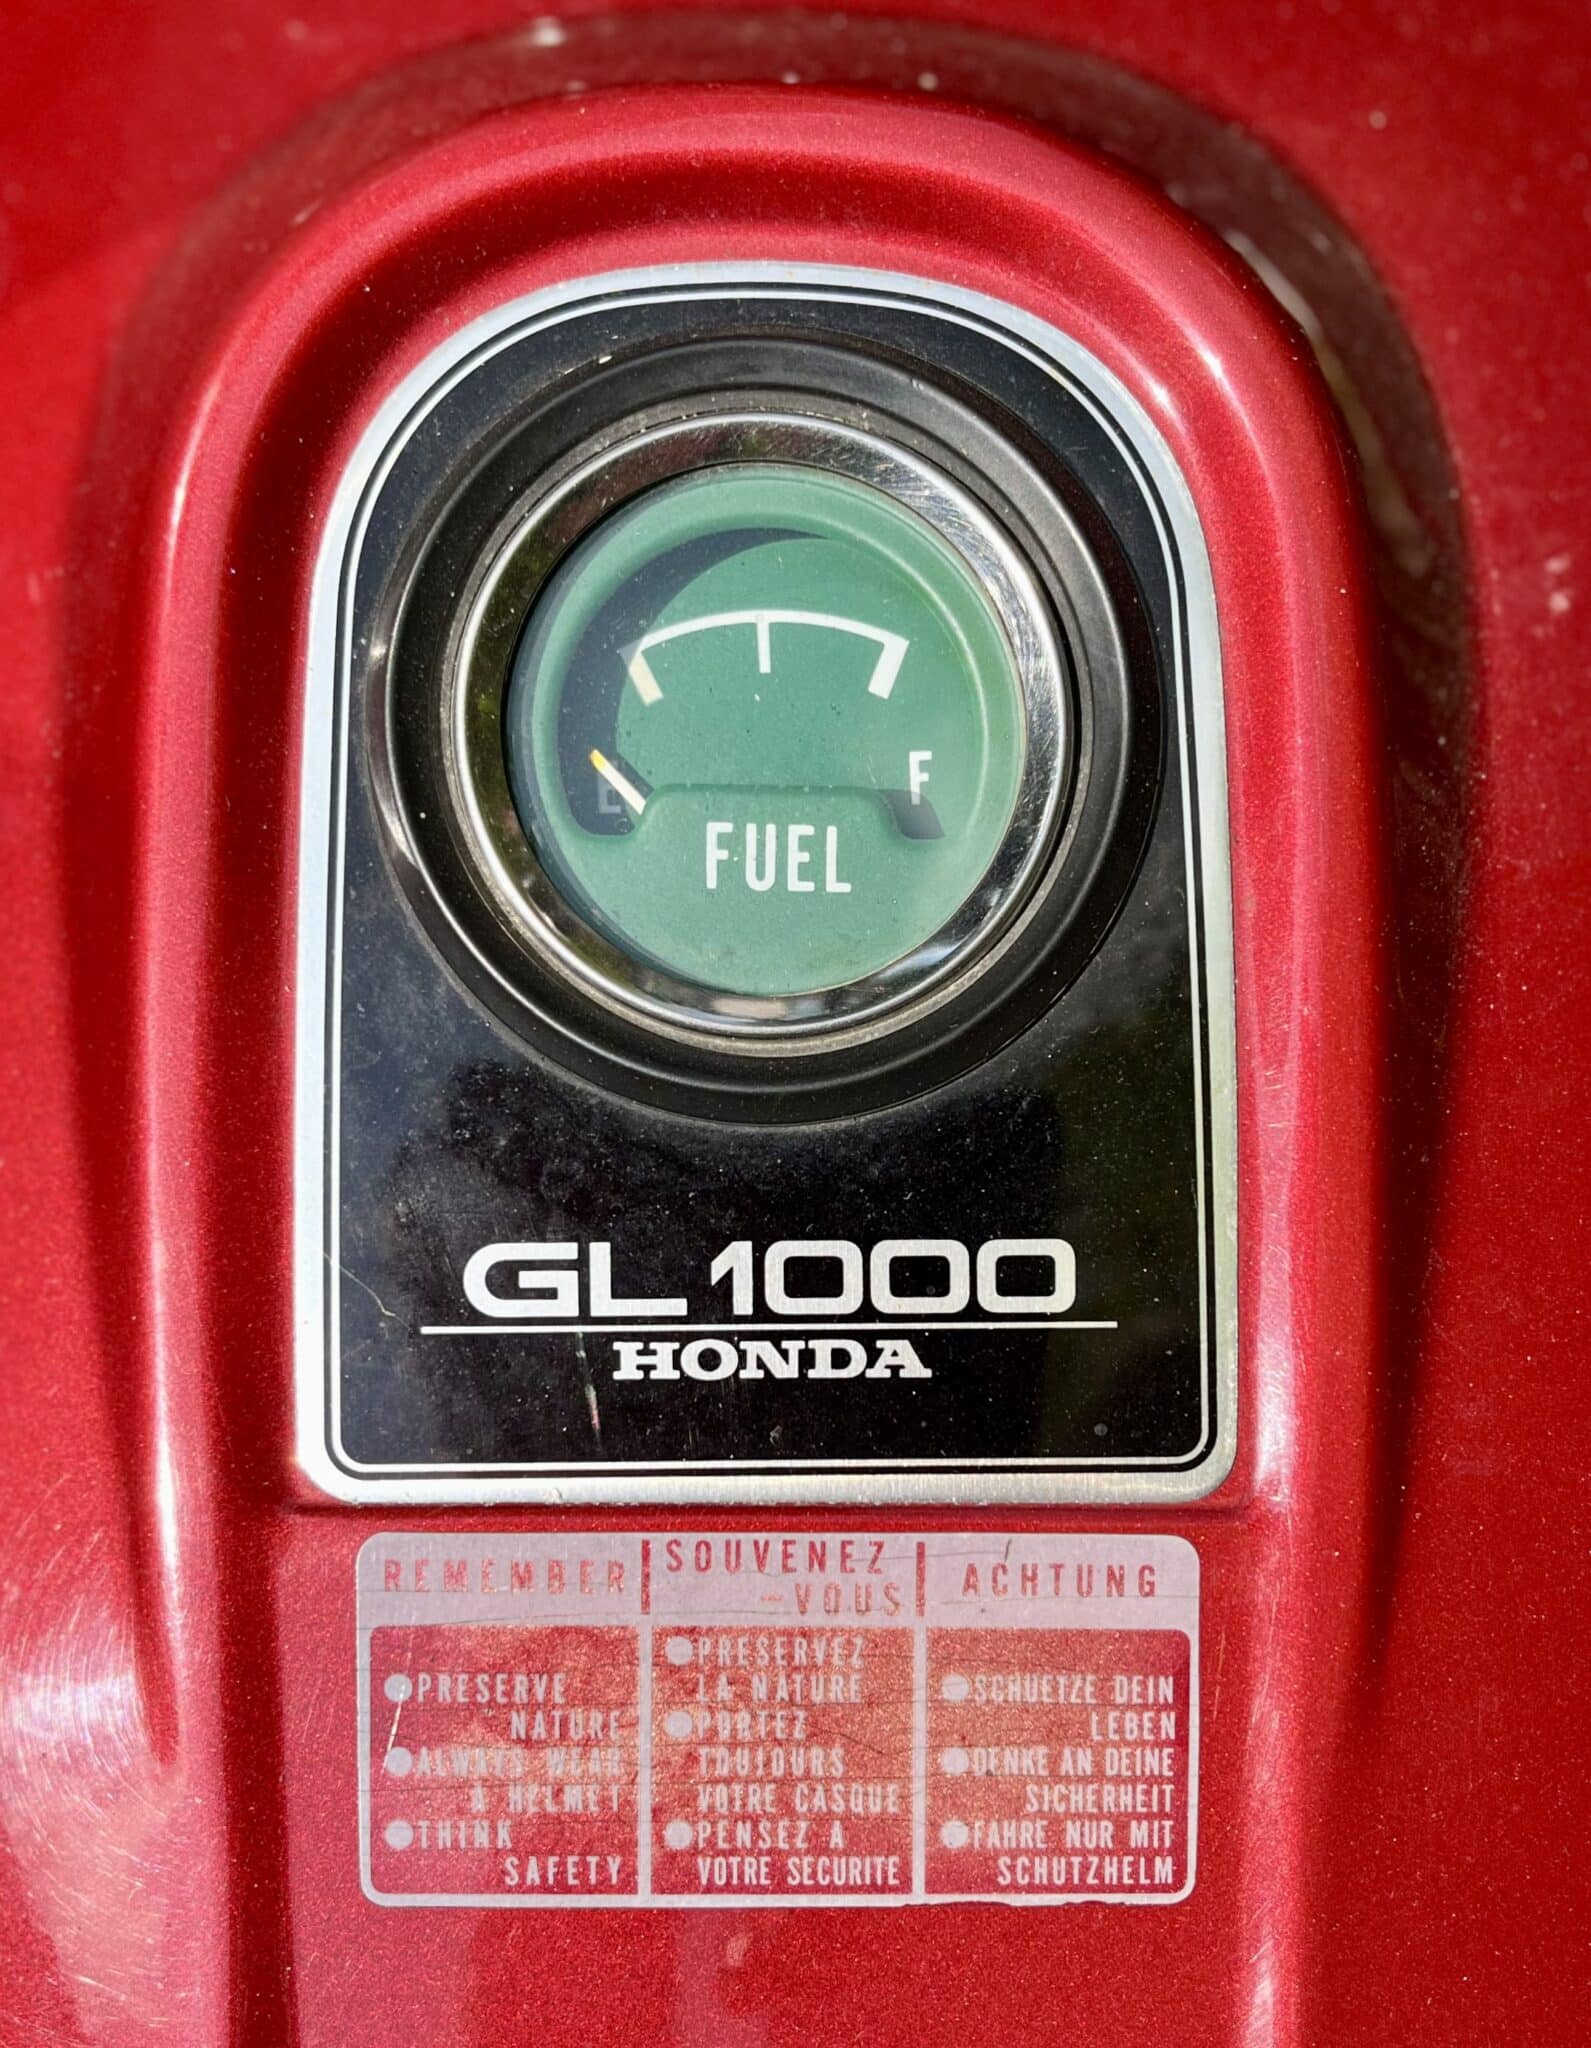 E F
FUEL
GL1000
HONDA
REMEMBER
PRESERVE
NATURE
ALWAYS WEAR
A HELMET
THINK
SAFETY
SOUVENEZ
-VOUS
PRESERVEZ
LA NATURE
PORTEZ
TOUJOURS
VOTRE CASQUE
PENSEZ A
VOTRE SECURITE
ACHTUNG
SCHUETZE DEIN
LEBEN
DENKE AN DEINE
SICHERHEIT
FAHRE NUR MIT
SCHUTZHELM